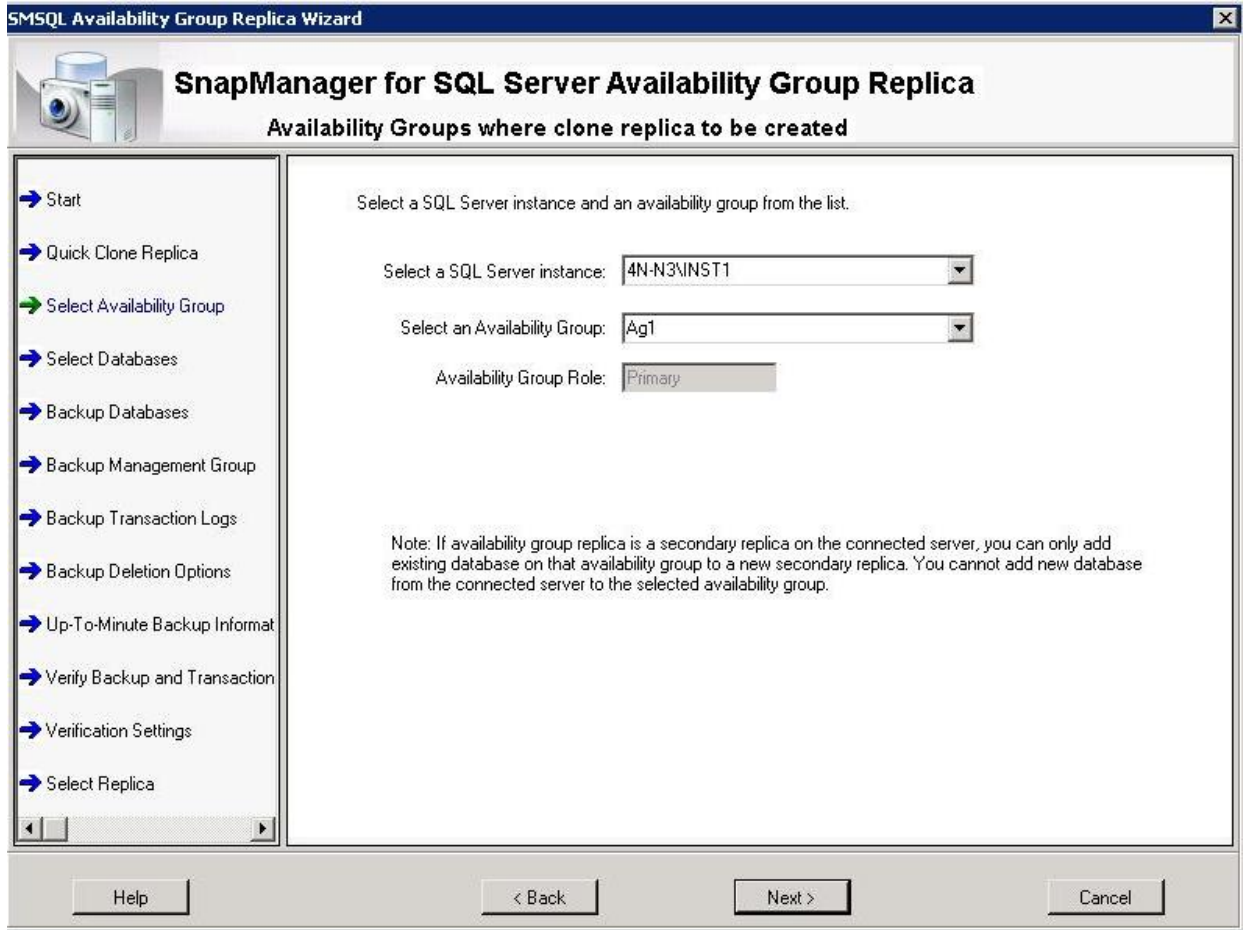 SMSQL Availability Group Replica Wizard
SnapManager for SQL Server Availability Group Replica
Availability Groups where clone replica to be created
Start
Quick Clone Replica
Select Availability Group
Select Databases
Backup Databases
Backup Management Group
Backup Transaction Logs
Backup Deletion Options
Up-To-Minute Backup Informat
Verify Backup and Transaction
Verification Settings
Select Replica
Select a SQL Server instance and an availability group from the list.
Select a SQL Server instance: 4N-N3\INST1
Select an Availability Group: Ag1
Availability Group Role: Primary
Note: If availability group replica is a secondary replica on the connected server, you can only add
existing database on that availability group to a new secondary replica. You cannot add new database
from the connected server to the selected availability group.
Help
< Back
Next >
Cancel